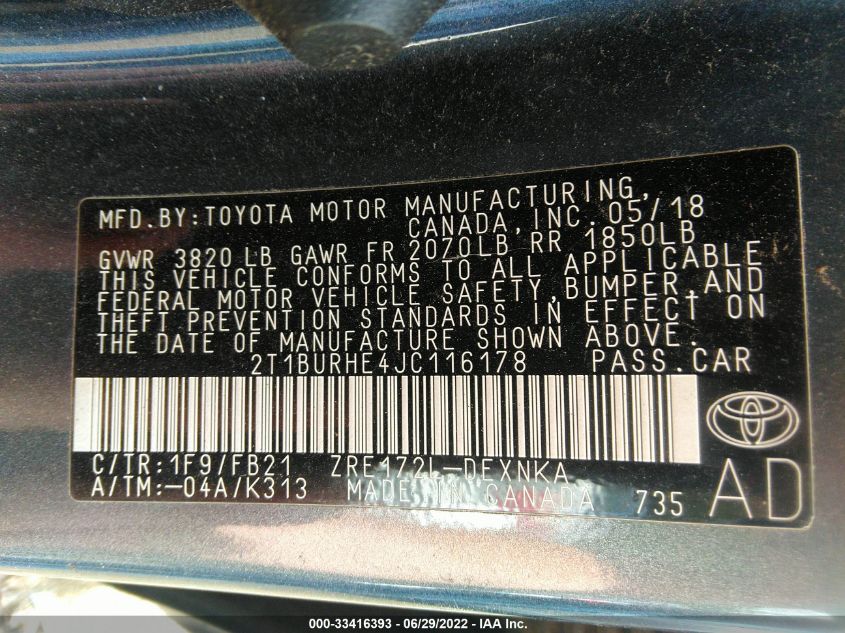 MFD.BY:TOYOTA MOTOR MANUFACTURING,
CANADA,INC.05/18
GVWR 3820 LB GAWR FR 2070LB RR 1850LB
THIS VEHICLE CONFORMS TO ALL APPLICABLE
FEDERAL MOTOR VEHICLE SAFETY,BUMPER,AND
THEFT PREVENTION STANDARDS IN EFFECT ON
THE DATE OF MANUFACTURE SHOWN ABOVE.
2T1BURHE4JC116178 PASS.CAR
C/TR:1F9/FB21 ZRE172L-DEXNKA
A/TM:-04A/K313 MADE IN CANADA 735
AD
000-33416393 - 06/29/2022 - IAA Inc.